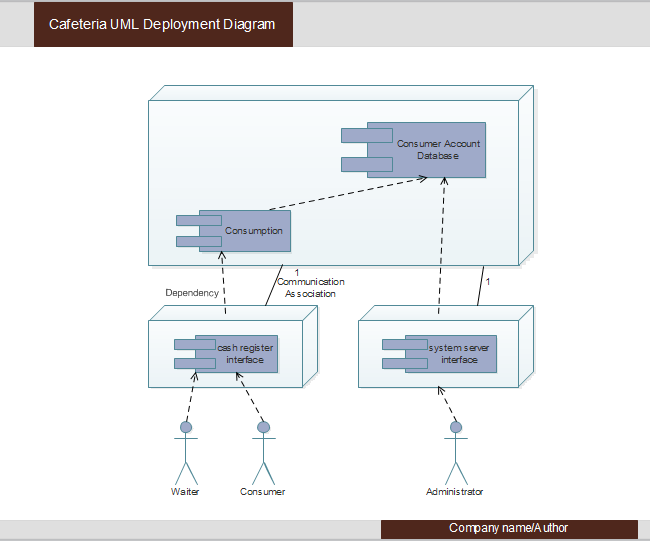 Cafeteria UML Deployment Diagram
Consumer Account
Database
Consumption
1
Communication
Association
Dependency
1
cash register
interface
system server
interface
Waiter
Consumer
Administrator
Company name/Author